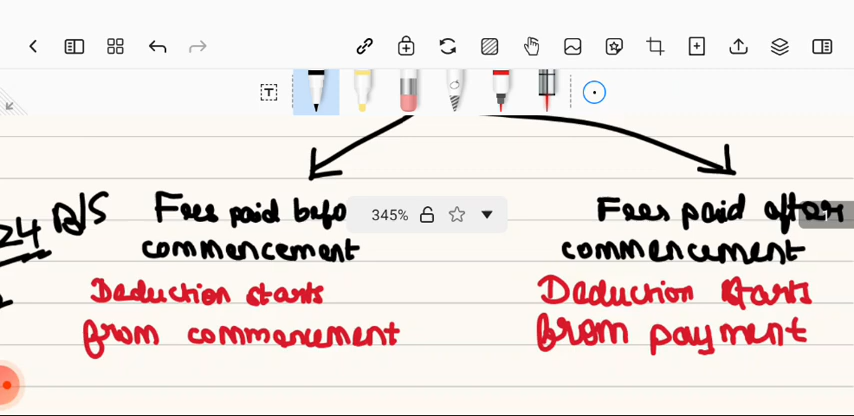 345%
24 B/S
Fees paid befo
commencement
Deduction starts
from commencement
Fees paid after
commencement
Deduction starts
from payment